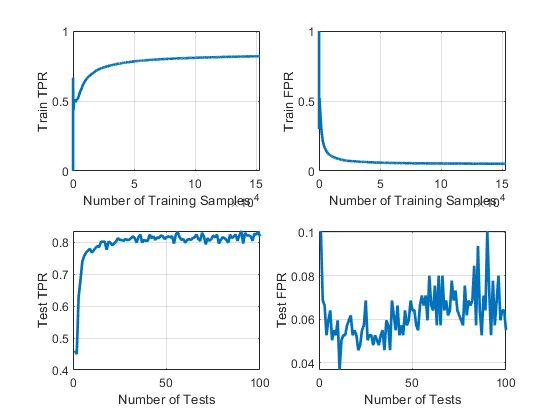 1
0.5
0
Train TPR
0 5 10 15
Number of Training Samples
1
0.5
0
Train FPR
0 5 10 15
Number of Training Samples
×10^4
0.8
0.7
0.6
0.5
0.4
Test TPR
0 50 100
Number of Tests
0.1
0.08
0.06
0.04
Test FPR
0 50 100
Number of Tests